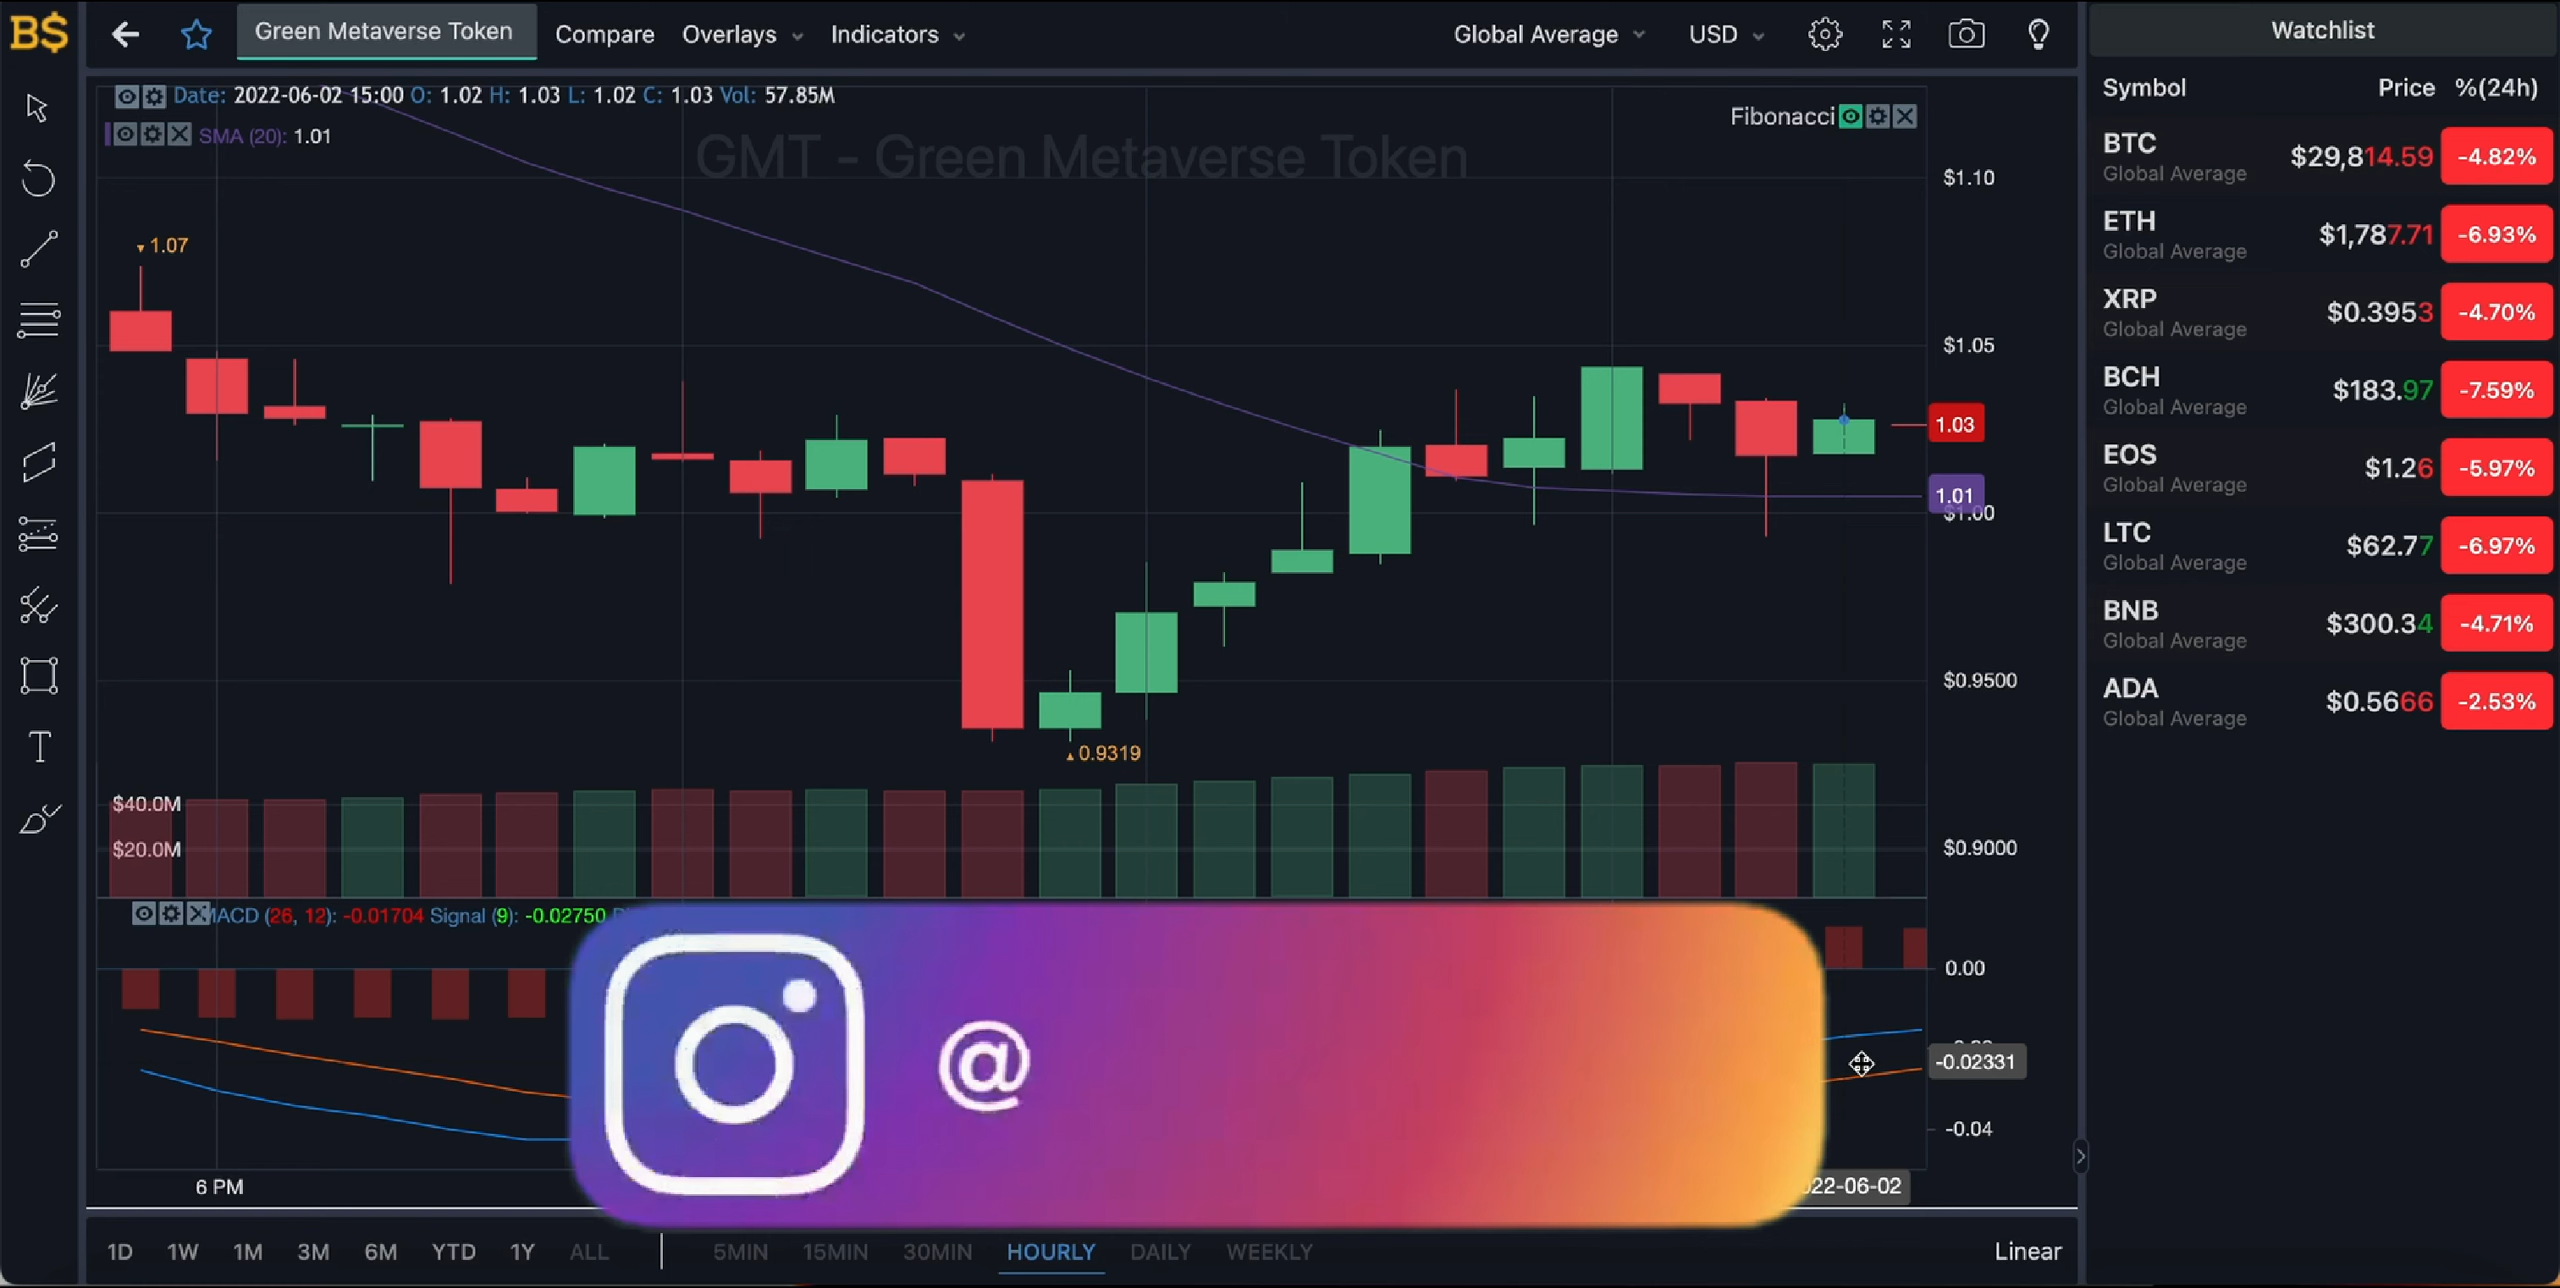 B$
Green Metaverse Token Compare Overlays Indicators Global Average USD
Date: 2022-06-02 15:00 O: 1.02 H: 1.03 L: 1.02 C: 1.03 Vol: 57.85M
SMA (20): 1.01
Fibonacci
GMT - Green Metaverse Token
1.07
0.9319
$1.10
$1.05
1.03
1.01
$1.00
$0.9500
$0.9000
$40.0M
$20.0M
MACD (26, 12): -0.01704 Signal (9): -0.02750
0.00
-0.02331
-0.04
@
6 PM
022-06-02
1D 1W 1M 3M 6M YTD 1Y ALL 5MIN 15MIN 30MIN HOURLY DAILY WEEKLY Linear
Watchlist
Symbol Price %(24h)
BTC $29,814.59 -4.82%
Global Average
ETH $1,787.71 -6.93%
Global Average
XRP $0.3953 -4.70%
Global Average
BCH $183.97 -7.59%
Global Average
EOS $1.26 -5.97%
Global Average
LTC $62.77 -6.97%
Global Average
BNB $300.34 -4.71%
Global Average
ADA $0.5666 -2.53%
Global Average